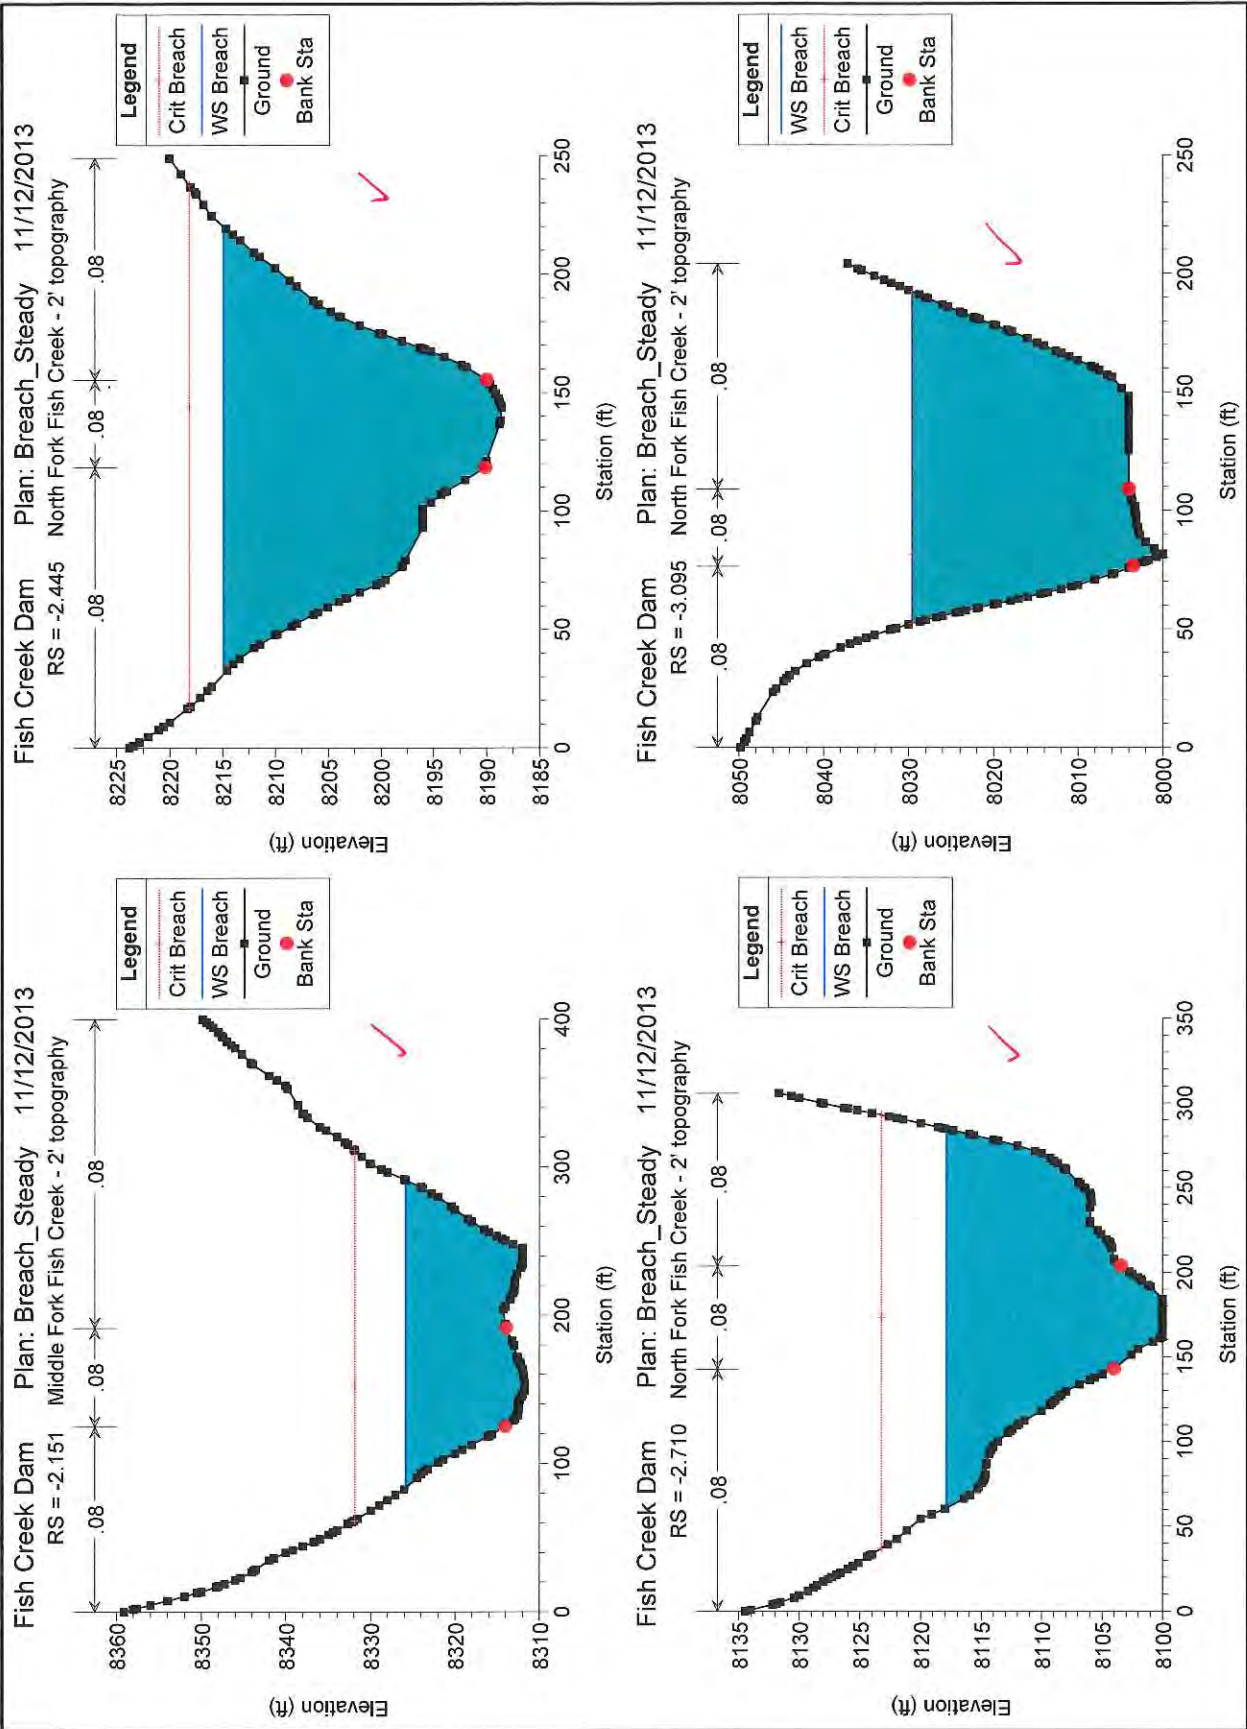 Fish Creek Dam Plan: Breach_Steady 11/12/2013
RS = -2.151 Middle Fork Fish Creek - 2' topography
.08
.08
.08
Legend
Crit Breach
WS Breach
Ground
Bank Sta
Elevation (ft)
8360
8350
8340
8330
8320
8310
0
100
200
300
400
Station (ft)
Fish Creek Dam Plan: Breach_Steady 11/12/2013
RS = -2.445 North Fork Fish Creek - 2' topography
.08
.08
.08
Legend
Crit Breach
WS Breach
Ground
Bank Sta
Elevation (ft)
8225
8220
8215
8210
8205
8200
8195
8190
8185
0
50
100
150
200
250
Station (ft)
Fish Creek Dam Plan: Breach_Steady 11/12/2013
RS = -2.710 North Fork Fish Creek - 2' topography
.08
.08
.08
Legend
Crit Breach
WS Breach
Ground
Bank Sta
Elevation (ft)
8135
8130
8125
8120
8115
8110
8105
8100
0
50
100
150
200
250
300
350
Station (ft)
Fish Creek Dam Plan: Breach_Steady 11/12/2013
RS = -3.095 North Fork Fish Creek - 2' topography
.08
.08
.08
Legend
WS Breach
Crit Breach
Ground
Bank Sta
Elevation (ft)
8050
8040
8030
8020
8010
8000
0
50
100
150
200
250
Station (ft)